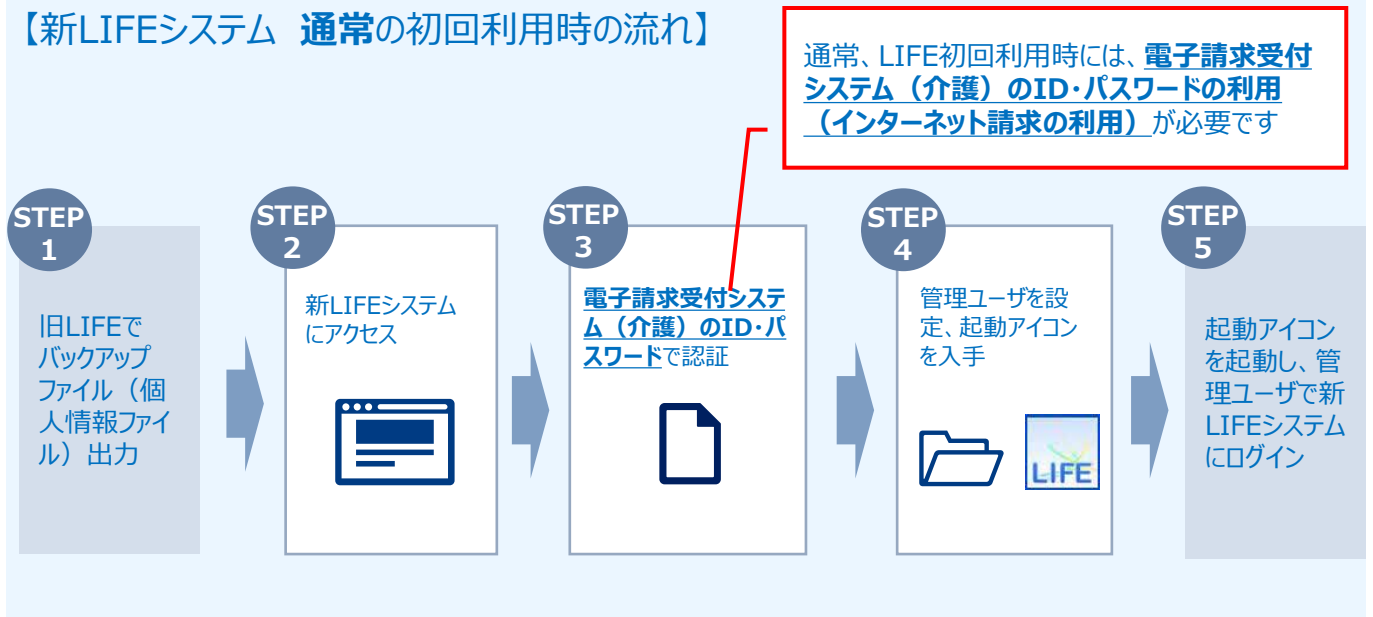 【新LIFEシステム 通常の初回利用時の流れ】
通常、LIFE初回利用時には、電子請求受付
システム（介護）のID・パスワードの利用
（インターネット請求の利用）が必要です
STEP
1
旧LIFEで
バックアップ
ファイル（個
人情報ファイ
ル）出力
STEP
2
新LIFEシステム
にアクセス
STEP
3
電子請求受付システ
ム（介護）のID・パ
スワードで認証
STEP
4
管理ユーザを設
定、起動アイコン
を入手
LIFE
STEP
5
起動アイコン
を起動し、管
理ユーザで新
LIFEシステム
にログイン